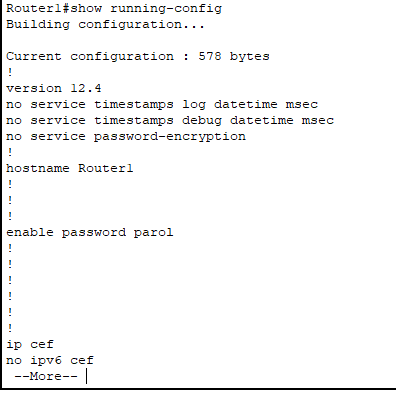 Router1#show running-config
Building configuration...
Current configuration : 578 bytes
!
version 12.4
no service timestamps log datetime msec
no service timestamps debug datetime msec
no service password-encryption
!
hostname Router1
!
!
!
enable password parol
!
!
!
!
!
!
ip cef
no ipv6 cef
--More--